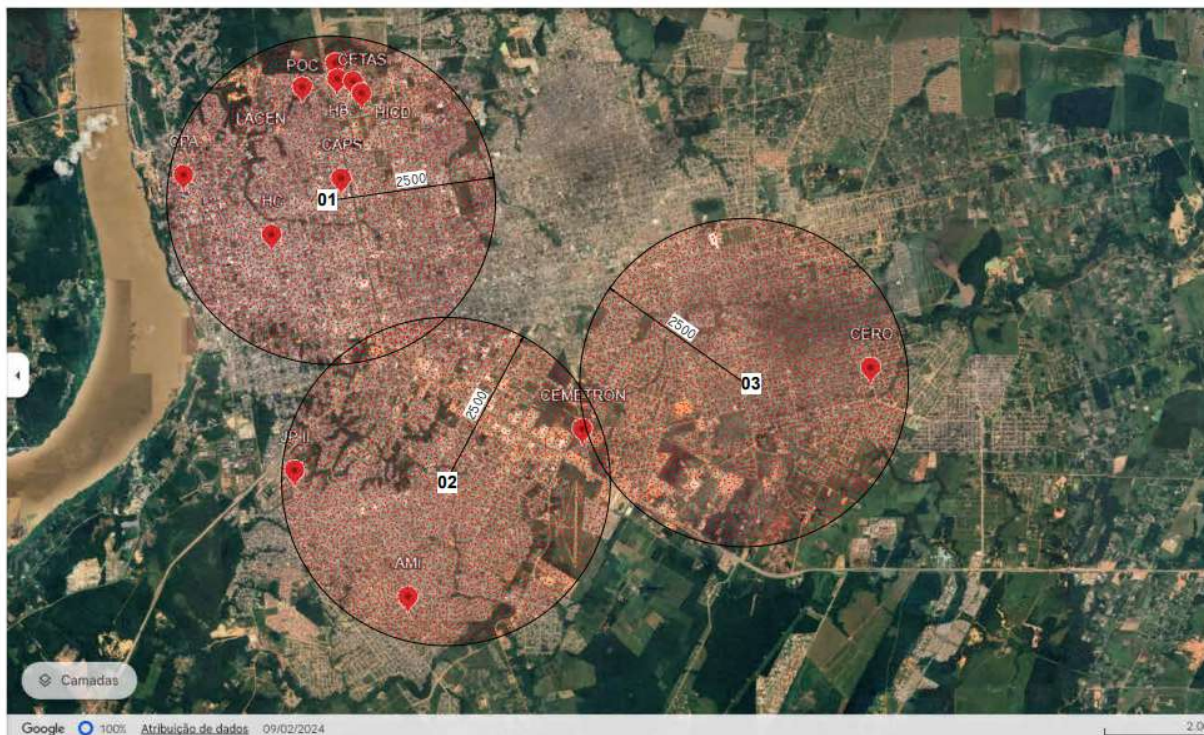 CETAS
POC
HB
HICD
LACEN
CPA
CAPS
2500
01
HC
2500
CERO
03
2500
CEMETRON
JP II
02
AMI
Camadas
Google 100% Atribuição de dados 09/02/2024